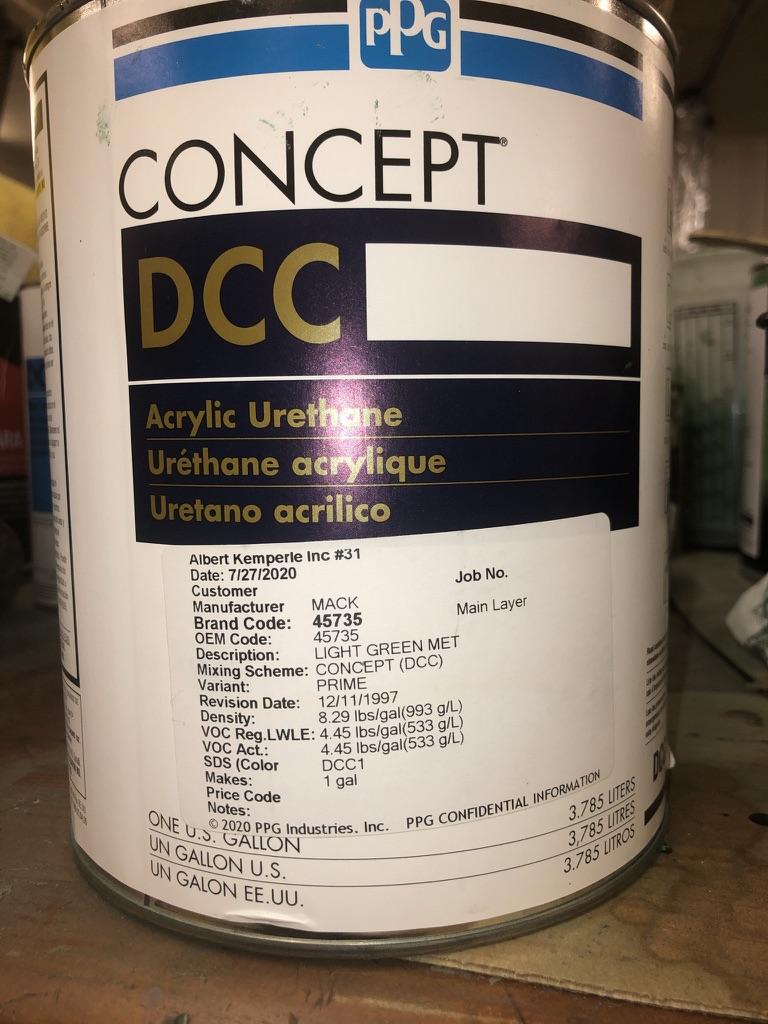 PPG
CONCEPT®
DCC
Acrylic Urethane
Uréthane acrylique
Uretano acrilico
Albert Kemperle Inc #31
Date: 7/27/2020
Job No.
Customer
Manufacturer MACK
Main Layer
Brand Code: 45735
OEM Code: 45735
Description: LIGHT GREEN MET
Mixing Scheme: CONCEPT (DCC)
Variant: PRIME
Revision Date: 12/11/1997
Density: 8.29 lbs/gal(993 g/L)
VOC Reg.LWLE: 4.45 lbs/gal(533 g/L)
VOC Act.: 4.45 lbs/gal(533 g/L)
SDS (Color DCC1
Makes: 1 gal
Price Code
Notes:
© 2020 PPG Industries. Inc. PPG CONFIDENTIAL INFORMATION
ONE U.S. GALLON 3.785 LITERS
UN GALLON U.S. 3,785 LITRES
UN GALON EE.UU. 3.785 LITROS